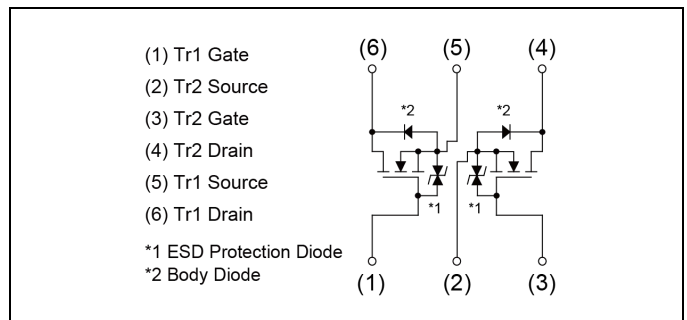 (1) Tr1 Gate
(2) Tr2 Source
(3) Tr2 Gate
(4) Tr2 Drain
(5) Tr1 Source
(6) Tr1 Drain
*1 ESD Protection Diode
*2 Body Diode
(6) (5) (4)
*2 *2
*1 *1
(1) (2) (3)